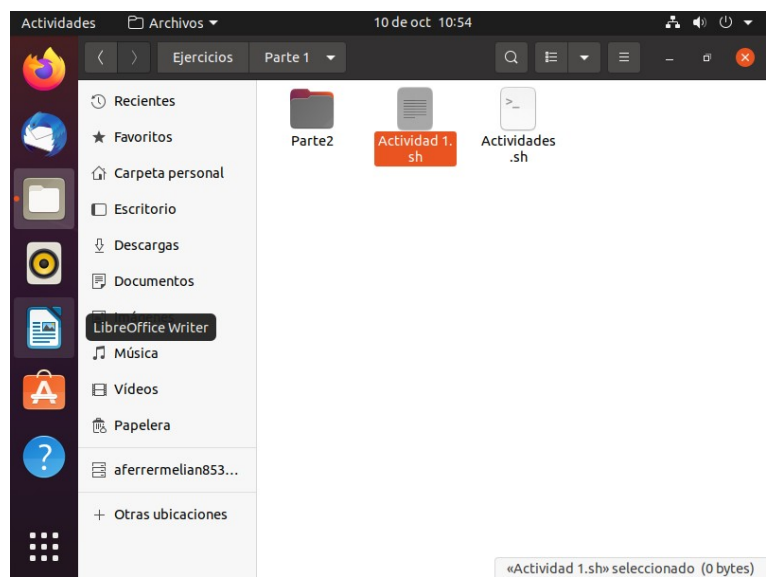 Actividades Archivos 10 de oct 10:54
Ejercicios Parte 1
Recientes
Favoritos
Carpeta personal
Escritorio
Descargas
Documentos
LibreOffice Writer
Música
Vídeos
Papelera
aferrermelian853...
Otras ubicaciones
Parte2
Actividad 1.
sh
Actividades
.sh
«Actividad 1.sh» seleccionado (0 bytes)